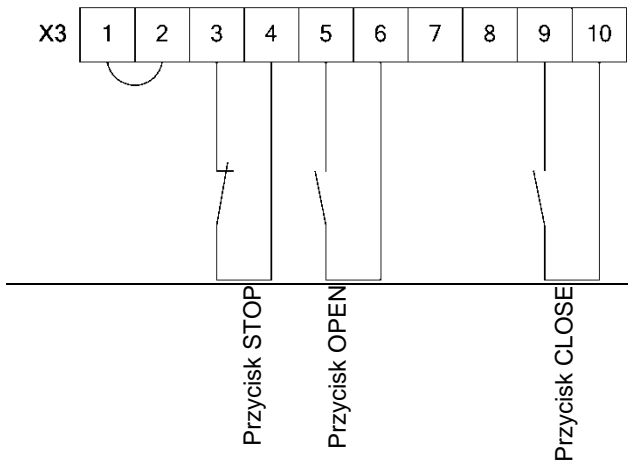 X3 1 2 3 4 5 6 7 8 9 10
Przycisk STOP
Przycisk OPEN
Przycisk CLOSE